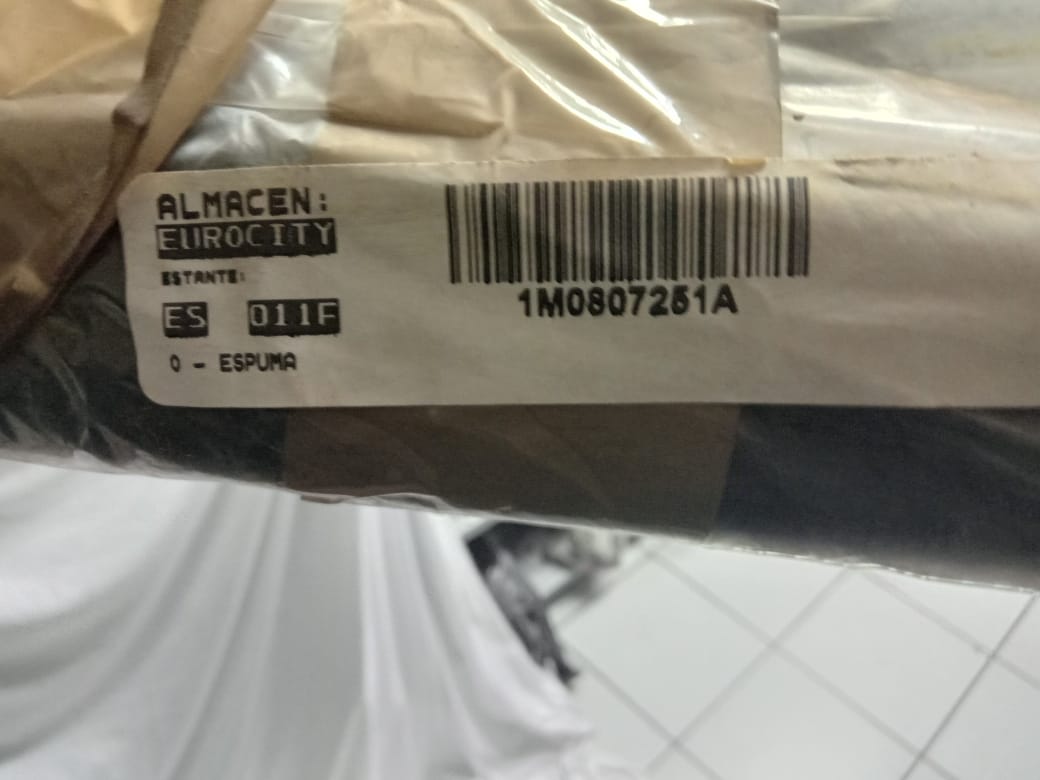 ALMACEN:
EUROCITY
ESTANTE:
ES 011F
0 - ESPUMA
1M0807251A